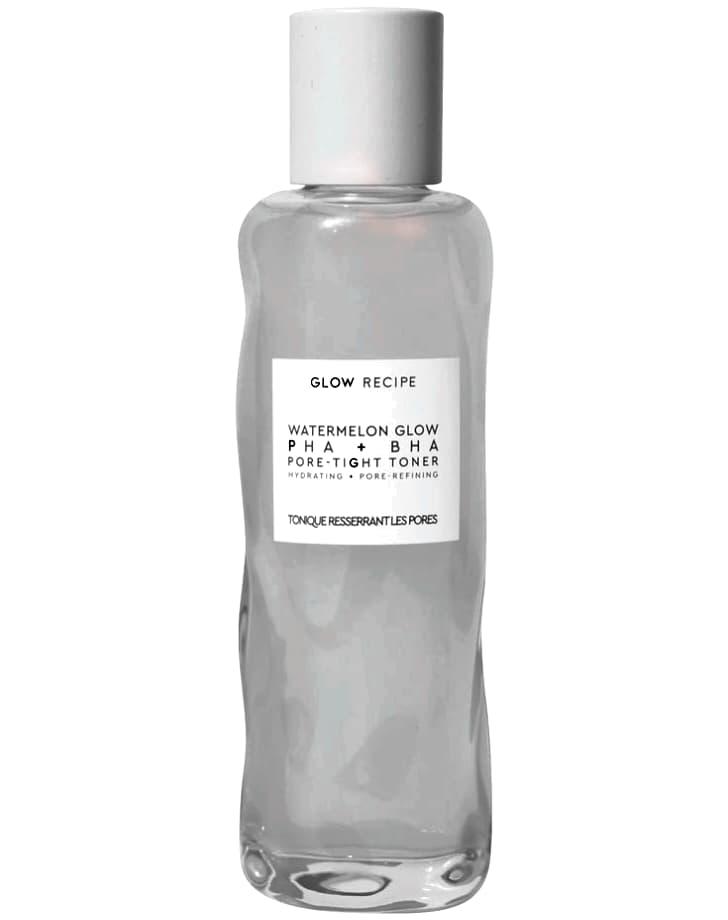 GLOW RECIPE
WATERMELON GLOW
PHA + BHA
PORE-TIGHT TONER
HYDRATING • PORE-REFINING
TONIQUE RESSERRANT LES PORES